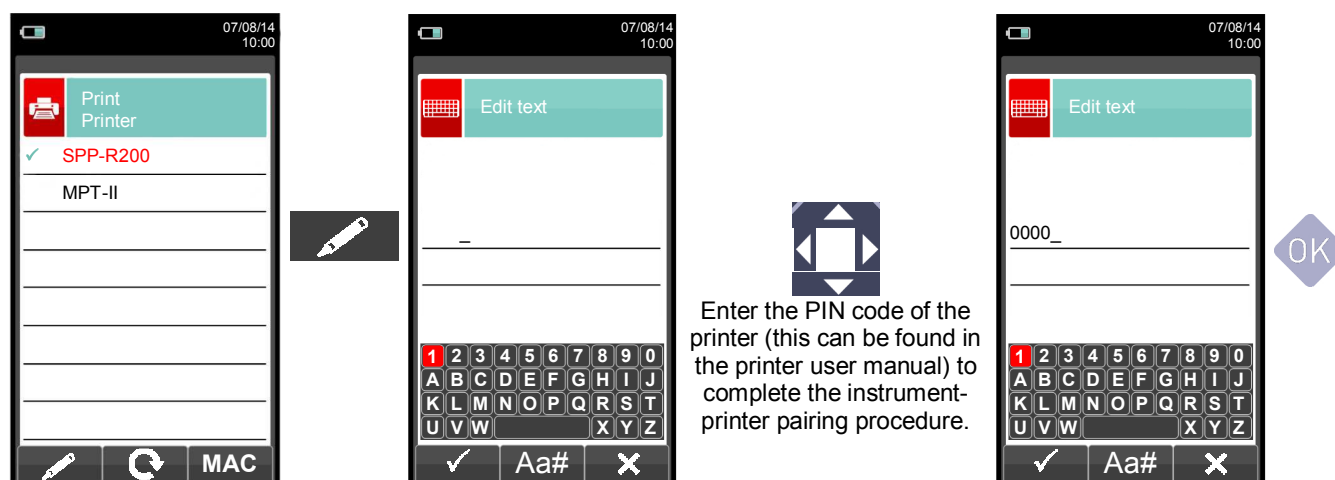 07/08/14
10:00
Print
Printer
✓ SPP-R200
MPT-II
MAC
07/08/14
10:00
Edit text
_
1 2 3 4 5 6 7 8 9 0
A B C D E F G H I J
K L M N O P Q R S T
U V W X Y Z
Aa#
Enter the PIN code of the
printer (this can be found in
the printer user manual) to
complete the instrument-
printer pairing procedure.
07/08/14
10:00
Edit text
0000_
1 2 3 4 5 6 7 8 9 0
A B C D E F G H I J
K L M N O P Q R S T
U V W X Y Z
Aa#
OK